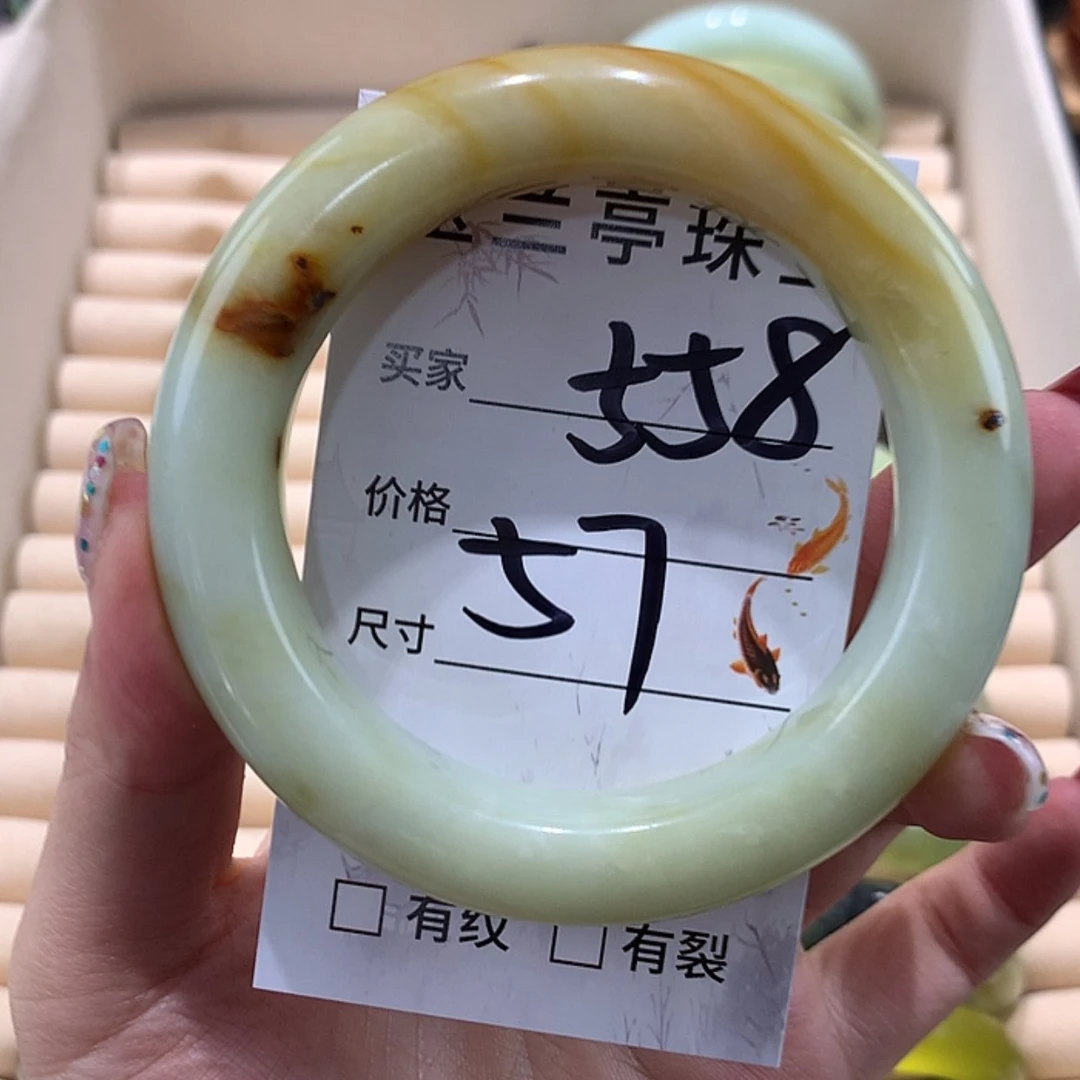 兰亭珠
买家 558
价格
57
尺寸
有纹 有裂